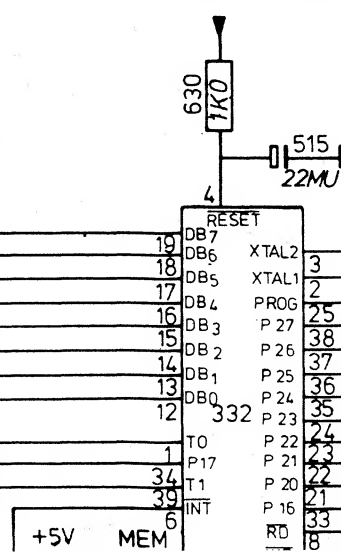 630
1K0
515
22MU
4
RESET
DB7
19
DB6
XTAL2
18
3
DB5
XTAL1
17
2
DB4
PROG
16
25
DB3
P27
15
38
DB2
P26
14
37
DB1
P25
13
36
DB0
P24
12
35
332
P23
24
T0
P22
1
23
P17
P21
34
22
T1
P20
39
21
INT
P16
6
33
+5V
MEM
RD
8